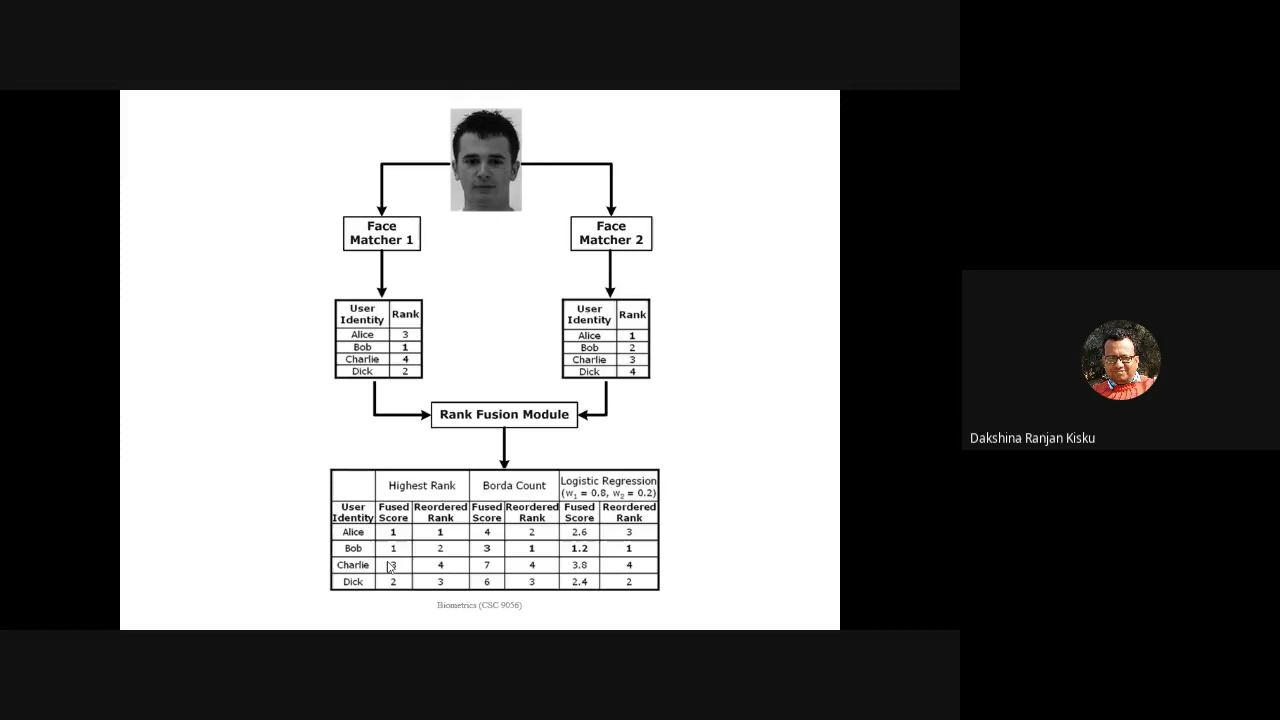 Face
Matcher 1
Face
Matcher 2
User
Identity Rank
Alice 3
Bob 1
Charlie 4
Dick 2
User
Identity Rank
Alice 1
Bob 2
Charlie 3
Dick 4
Rank Fusion Module
Highest Rank Borda Count Logistic Regression
(w1 = 0.8, w2 = 0.2)
User Fused Reordered Fused Reordered Fused Reordered
Identity Score Rank Score Rank Score Rank
Alice 1 1 4 2 2.6 3
Bob 1 2 3 1 1.2 1
Charlie 3 4 7 4 3.8 4
Dick 2 3 6 3 2.4 2
Biometrics (CSC 9056)
Dakshina Ranjan Kisku